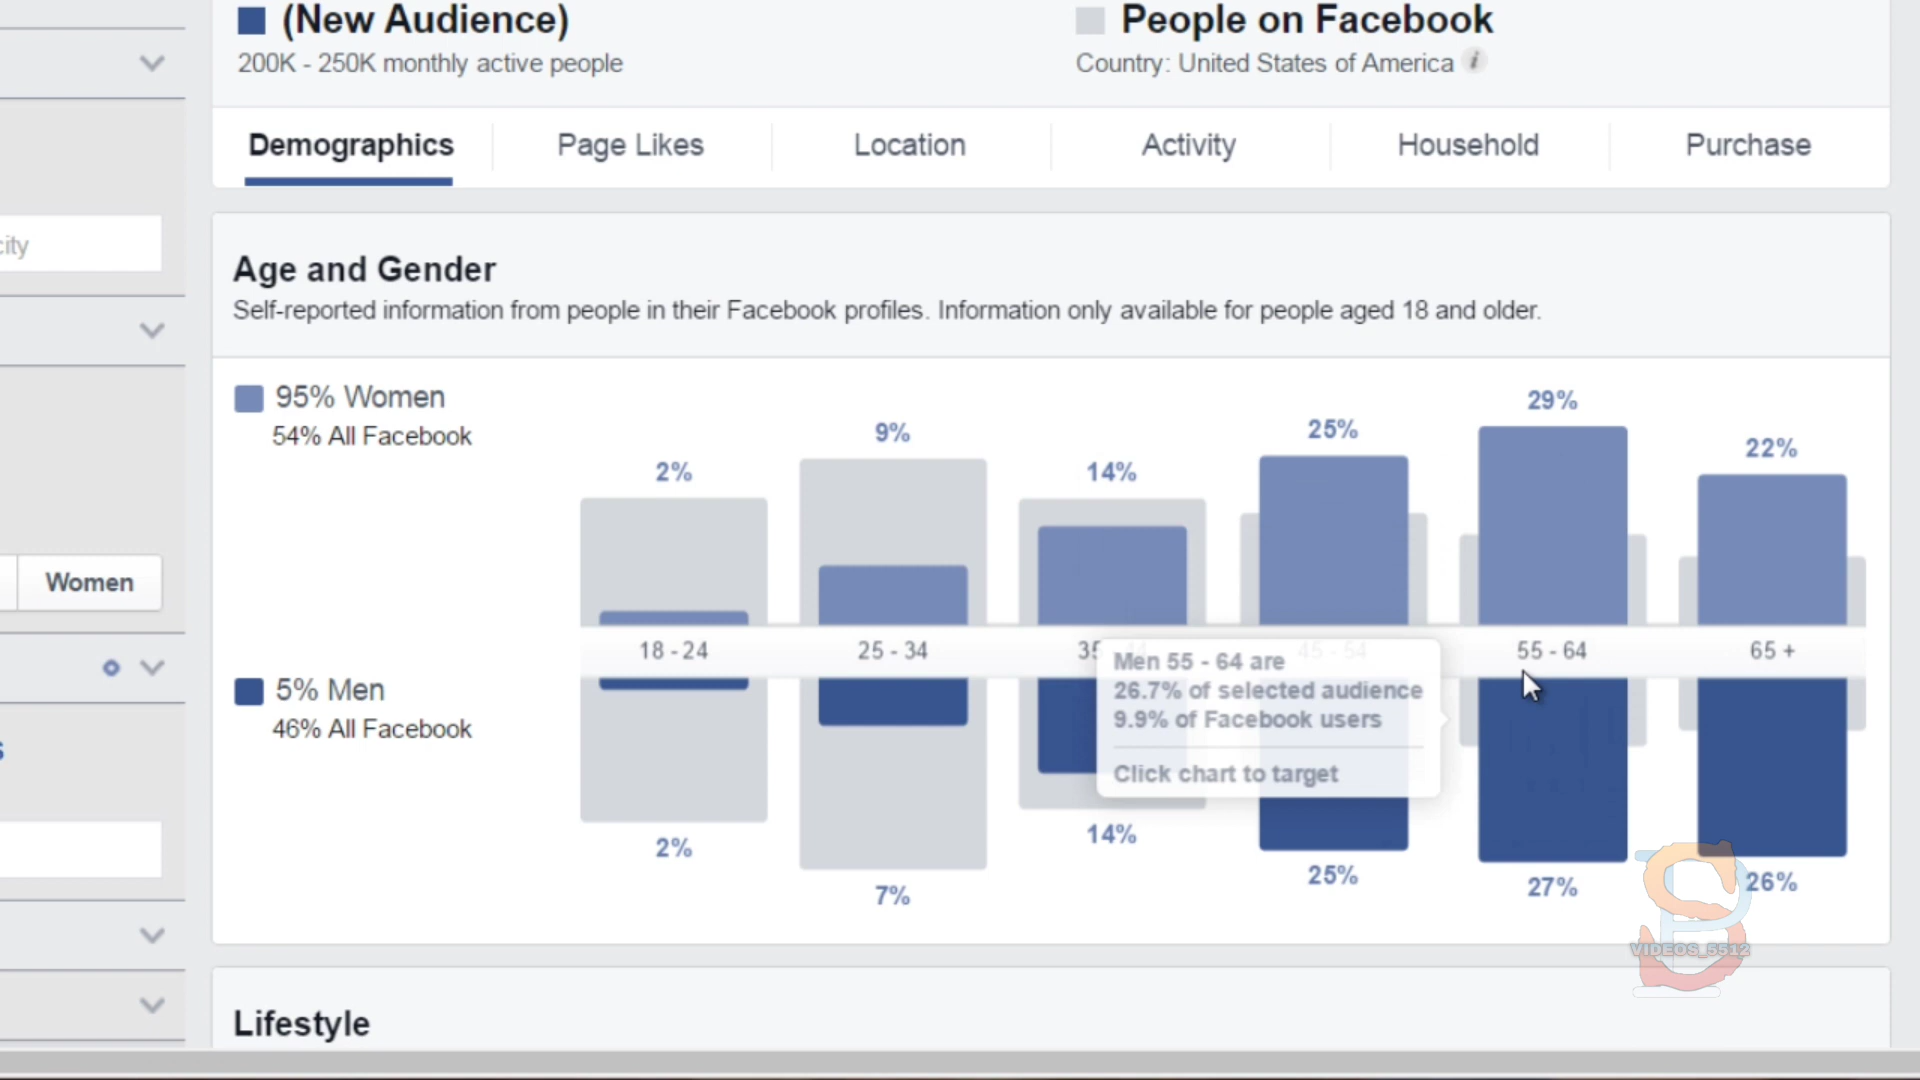 (New Audience)
200K - 250K monthly active people
People on Facebook
Country: United States of America i
Demographics
Page Likes
Location
Activity
Household
Purchase
city
Age and Gender
Self-reported information from people in their Facebook profiles. Information only available for people aged 18 and older.
95% Women
54% All Facebook
2%
9%
14%
25%
29%
22%
Women
18 - 24
25 - 34
45 - 54
55 - 64
65 +
Men 55 - 64 are
26.7% of selected audience
9.9% of Facebook users
Click chart to target
5% Men
46% All Facebook
2%
7%
14%
25%
27%
26%
VIDEOS_5512
Lifestyle